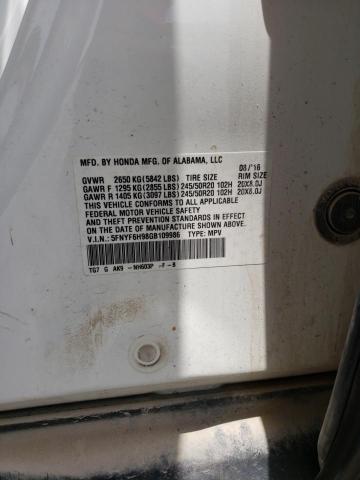 MFD. BY HONDA MFG. OF ALABAMA, LLC
08/'16
GVWR 2650 KG(5842 LBS) TIRE SIZE RIM SIZE
GAWR F 1295 KG(2855 LBS) 245/50R20 102H 20X8.0J
GAWR R 1405 KG(3097 LBS) 245/50R20 102H 20X8.0J
THIS VEHICLE CONFORMS TO ALL APPLICABLE
FEDERAL MOTOR VEHICLE SAFETY
AND THEFT PREVENTION STANDARDS IN EFFECT
ON THE DATE OF MANUFACTURE SHOWN ABOVE.
V.I.N.: 5FNYF6H98GB109986 TYPE: MPV
TG7 G AK9 -NH603P -F-B